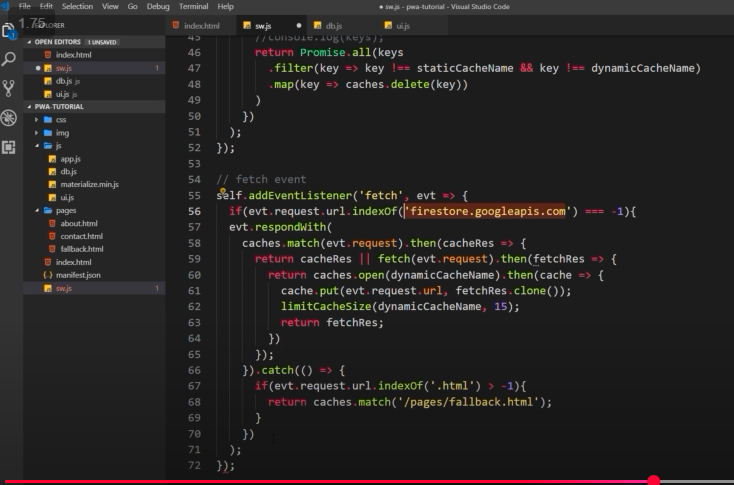 File Edit Selection View Go Debug Terminal Help
● sw.js - pwa-tutorial - Visual Studio Code
1.75
EXPLORER
OPEN EDITORS 1 UNSAVED
index.html
sw.js 1
db.js js
ui.js js
PWA-TUTORIAL
css
img
js
app.js
db.js
materialize.min.js
ui.js
pages
about.html
contact.html
fallback.html
index.html
{..} manifest.json
sw.js 1
index.html
sw.js
db.js
ui.js
45 //console.log(keys);
46 return Promise.all(keys
47 .filter(key => key !== staticCacheName && key !== dynamicCacheName)
48 .map(key => caches.delete(key))
49 )
50 })
51 );
52 });
53
54 // fetch event
55 self.addEventListener('fetch', evt => {
56 if(evt.request.url.indexOf('firestore.googleapis.com') === -1){
57 evt.respondWith(
58 caches.match(evt.request).then(cacheRes => {
59 return cacheRes || fetch(evt.request).then(fetchRes => {
60 return caches.open(dynamicCacheName).then(cache => {
61 cache.put(evt.request.url, fetchRes.clone());
62 limitCacheSize(dynamicCacheName, 15);
63 return fetchRes;
64 })
65 });
66 }).catch(() => {
67 if(evt.request.url.indexOf('.html') > -1){
68 return caches.match('/pages/fallback.html');
69 }
70 })
71 );
72 });